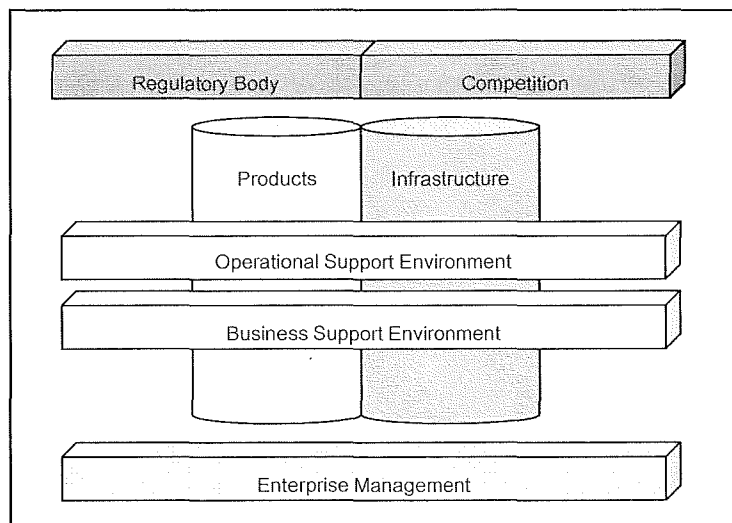 Regulatory Body
Competition
Products
Infrastructure
Operational Support Environment
Business Support Environment
Enterprise Management